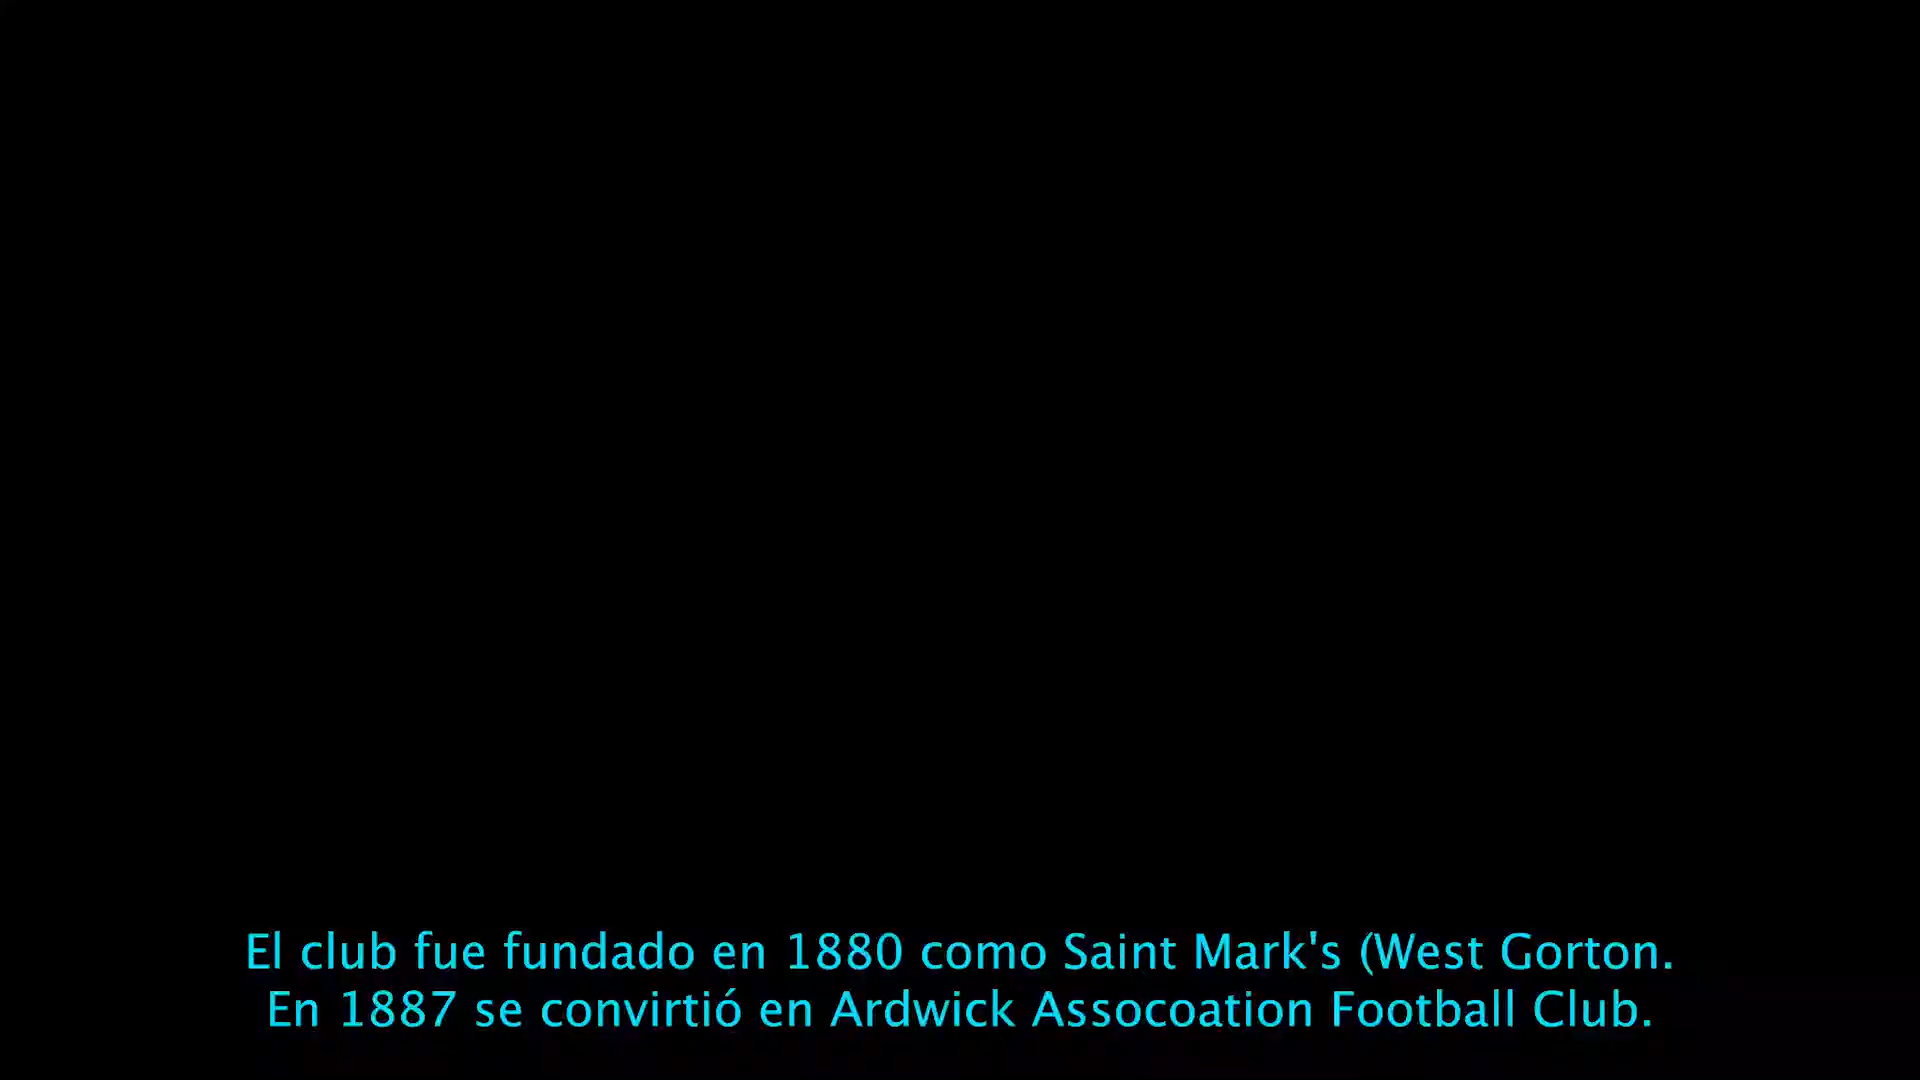 El club fue fundado en 1880 como Saint Mark's (West Gorton.
En 1887 se convirtió en Ardwick Assocoation Football Club.